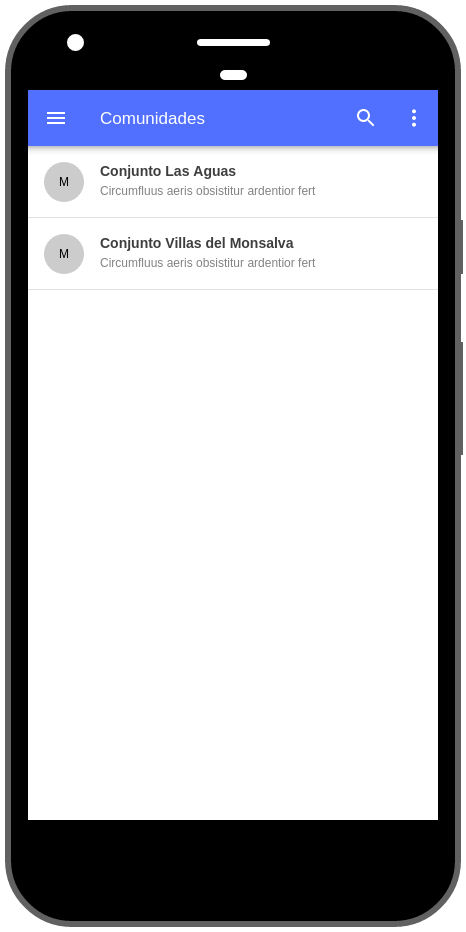 Comunidades
M
Conjunto Las Aguas
Circumfluus aeris obsistitur ardentior fert
M
Conjunto Villas del Monsalva
Circumfluus aeris obsistitur ardentior fert